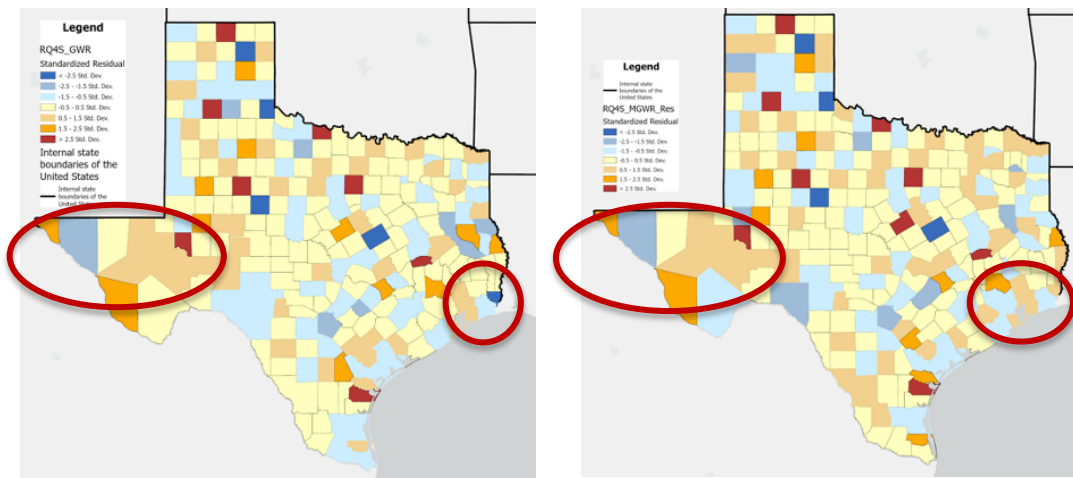 Legend
RQ4S_GWR
Standardized Residual
< -2.5 Std. Dev.
-2.5 - -1.5 Std. Dev.
-1.5 - -0.5 Std. Dev.
-0.5 - 0.5 Std. Dev.
0.5 - 1.5 Std. Dev.
1.5 - 2.5 Std. Dev.
> 2.5 Std. Dev.
Internal state
boundaries of the
United States
Internal state
boundaries of the
United States
Legend
Internal state
boundaries of the
United States
RQ4S_MGWR_Res
Standardized Residual
< -2.5 Std. Dev.
-2.5 - -1.5 Std. Dev.
-1.5 - -0.5 Std. Dev.
-0.5 - 0.5 Std. Dev.
0.5 - 1.5 Std. Dev.
1.5 - 2.5 Std. Dev.
> 2.5 Std. Dev.